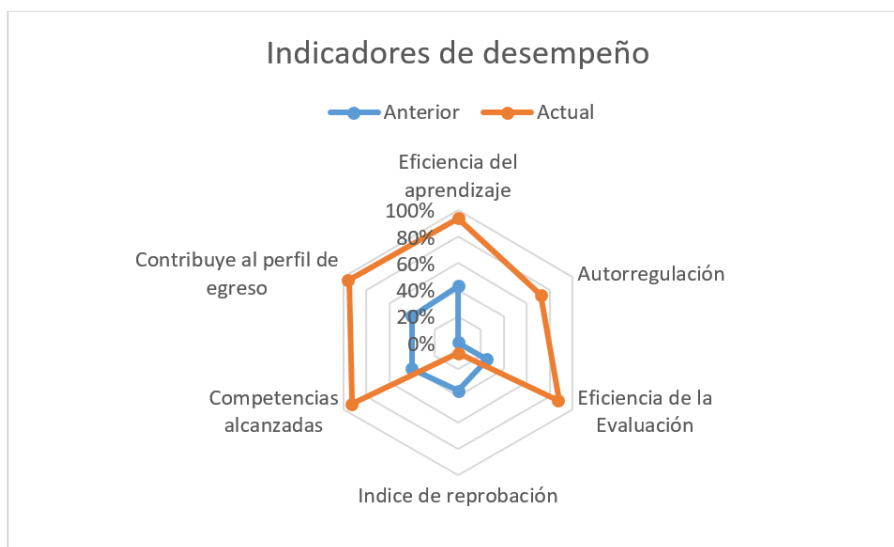 Indicadores de desempeño
Anterior
Actual
Eficiencia del
aprendizaje
100%
80%
60%
40%
20%
0%
Autorregulación
Eficiencia de la
Evaluación
Indice de reprobación
Competencias
alcanzadas
Contribuye al perfil de
egreso